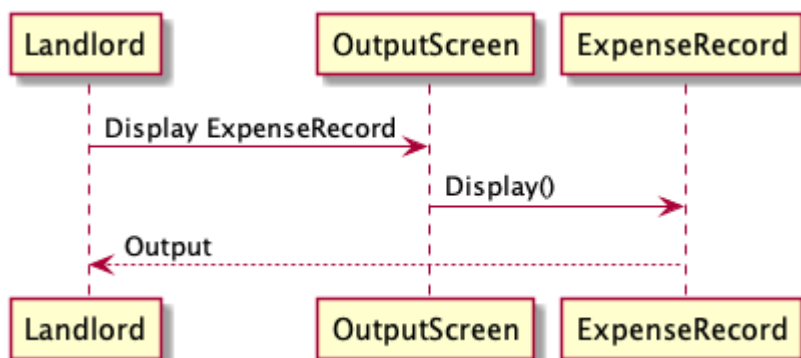 Landlord OutputScreen ExpenseRecord
Display ExpenseRecord
Display()
Output
Landlord OutputScreen ExpenseRecord